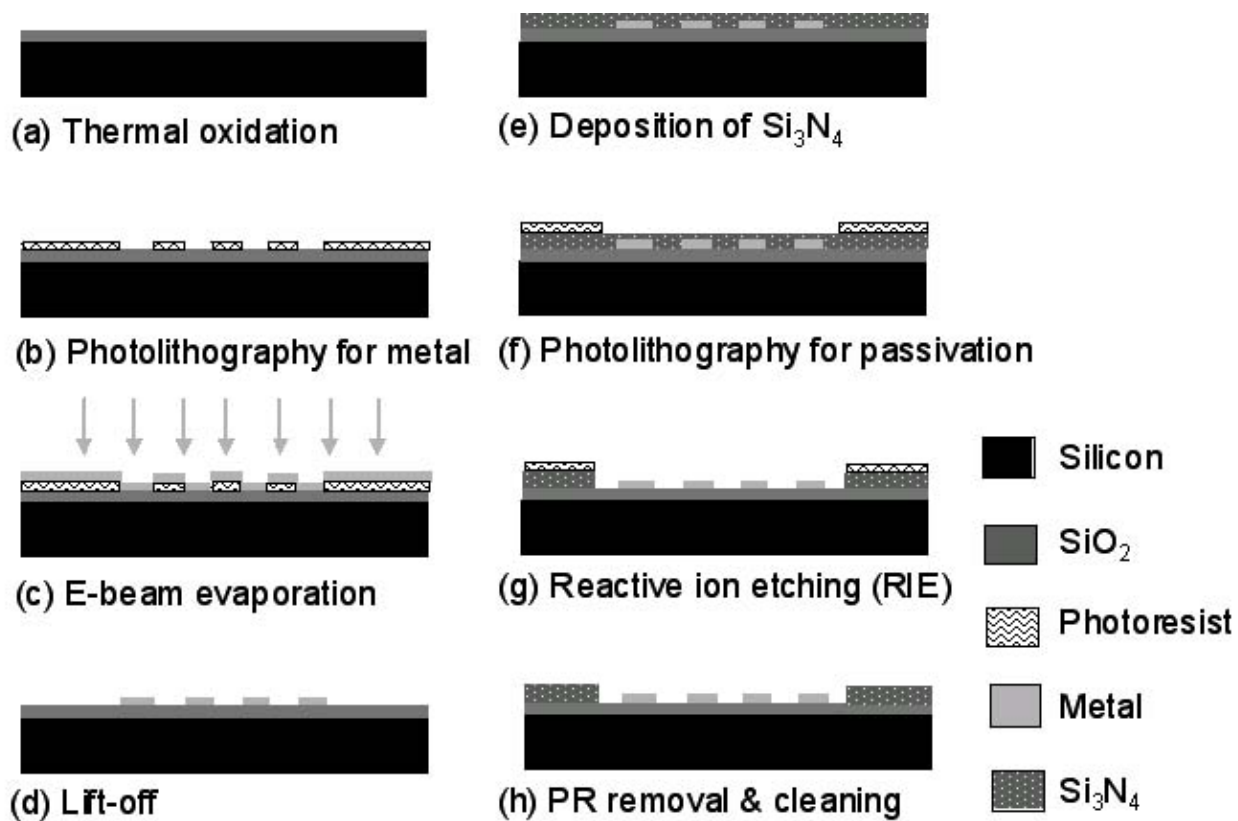 (a) Thermal oxidation
(b) Photolithography for metal
(c) E-beam evaporation
(d) Lift-off
(e) Deposition of Si₃N₄
(f) Photolithography for passivation
(g) Reactive ion etching (RIE)
(h) PR removal & cleaning
Silicon
SiO₂
Photoresist
Metal
Si₃N₄